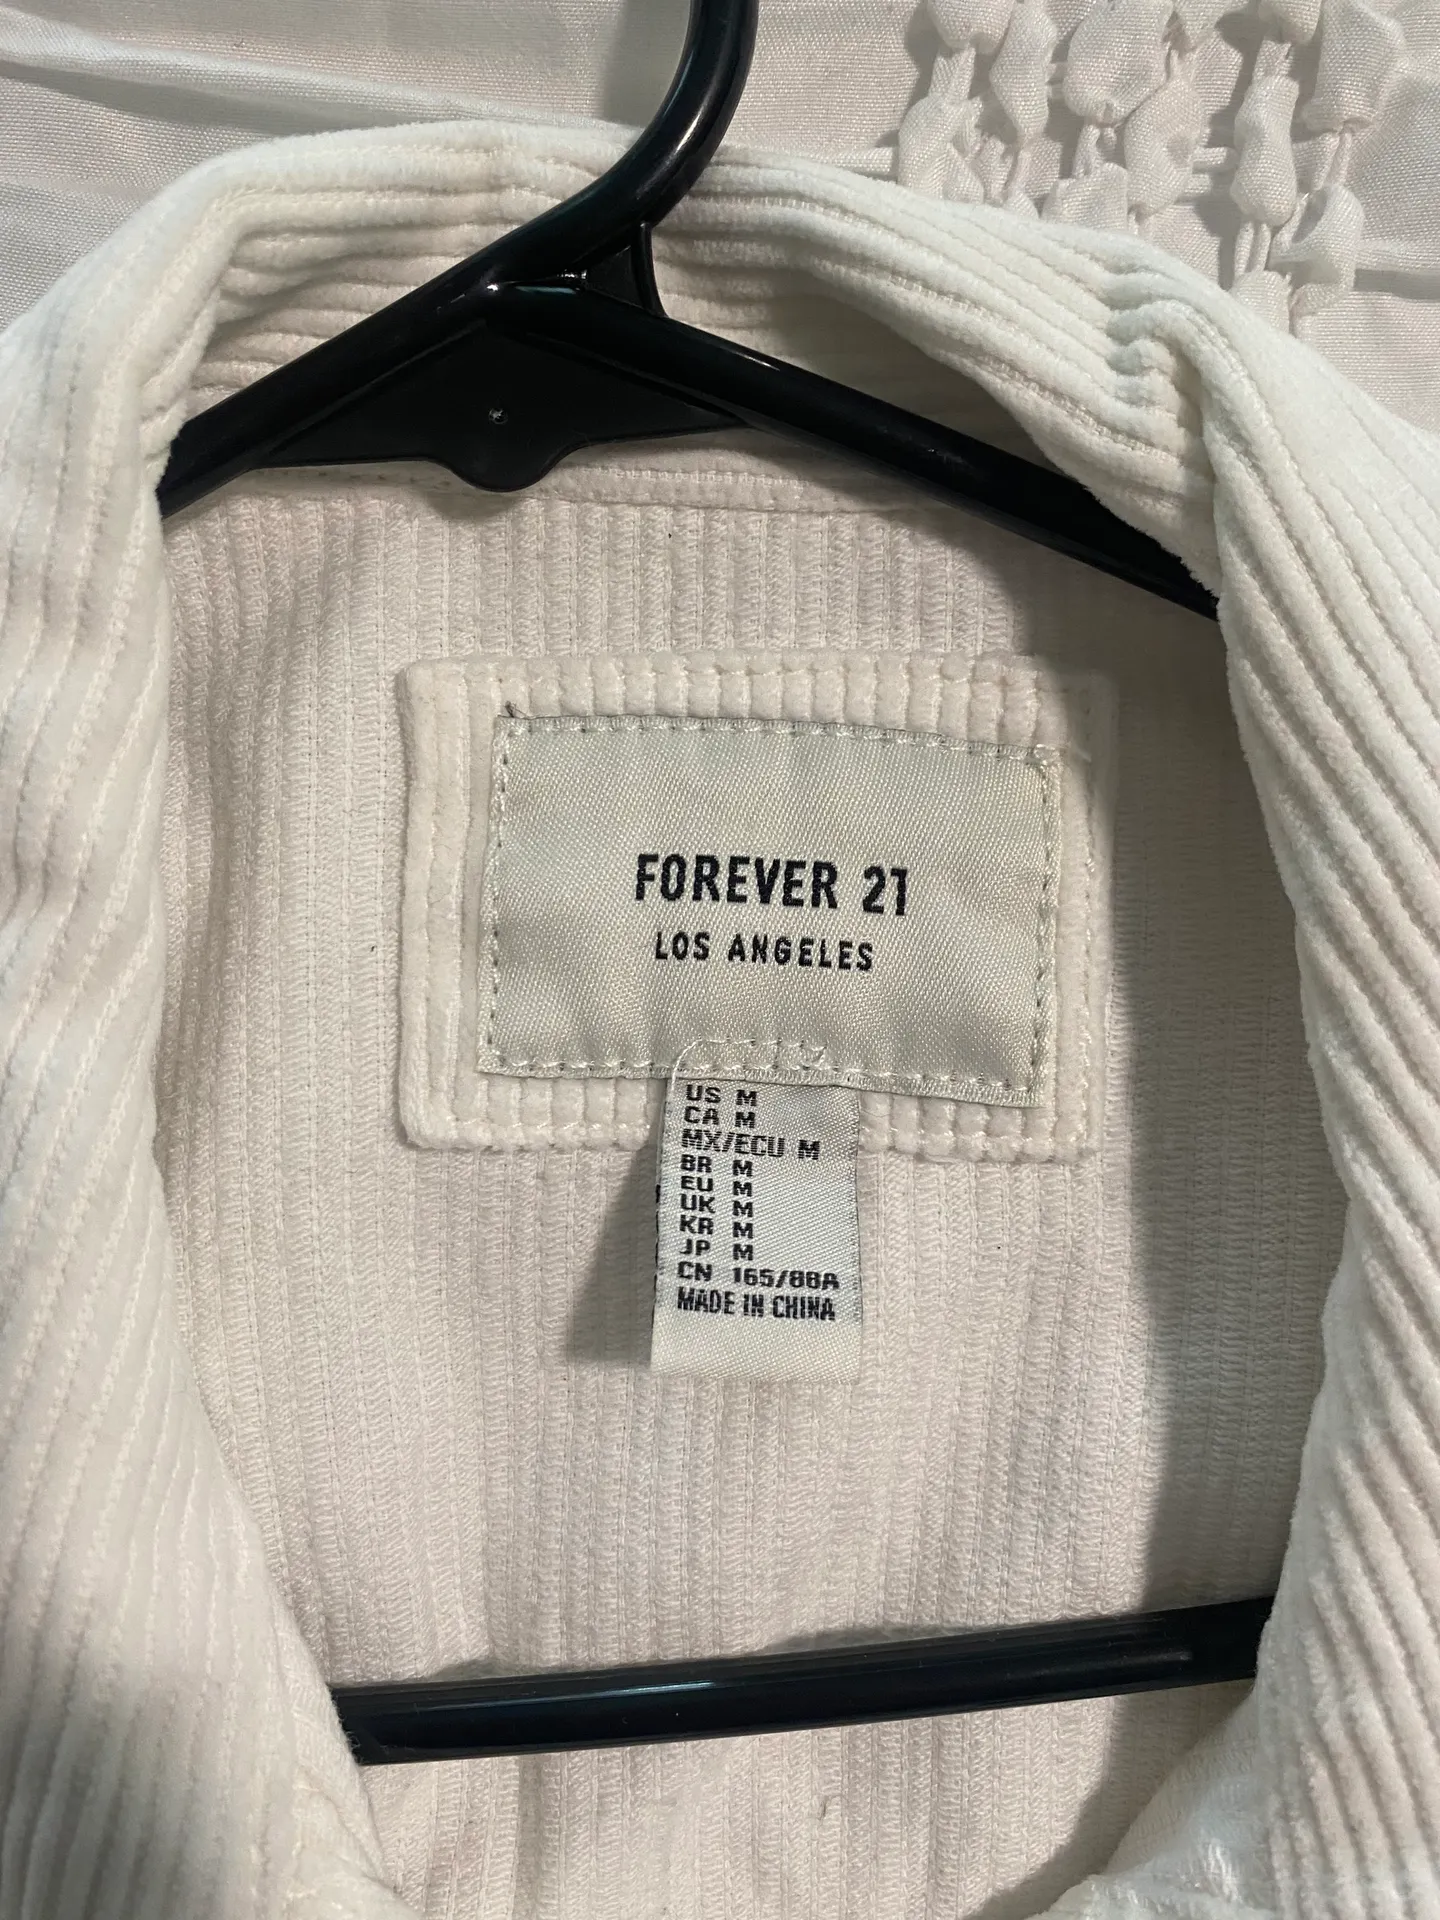 FOREVER 21
LOS ANGELES
US M
CA M
MX/ECU M
BR M
EU M
UK M
KR M
JP M
CN 165/88A
MADE IN CHINA